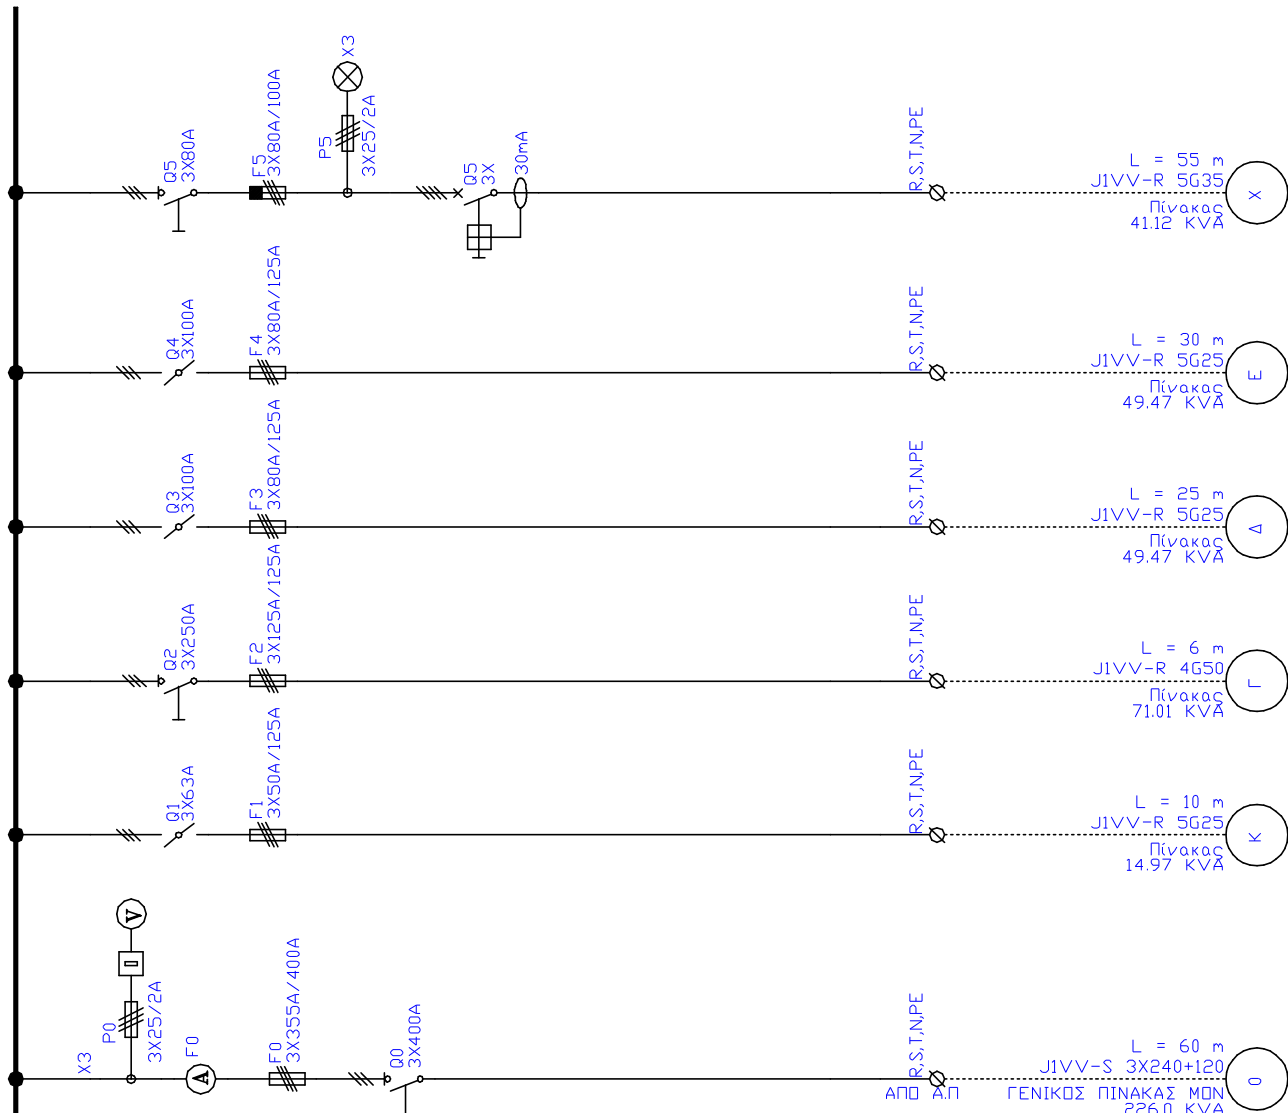 X3
Q5
3X80A
F5
3X80A/100A
P5
3X25/2A
Q5
3X
30mA
R,S,T,N,PE
L = 55 m
J1VV-R 5G35
Πίνακας
41.12 KVA
X
Q4
3X100A
F4
3X80A/125A
R,S,T,N,PE
L = 30 m
J1VV-R 5G25
Πίνακας
49.47 KVA
E
Q3
3X100A
F3
3X80A/125A
R,S,T,N,PE
L = 25 m
J1VV-R 5G25
Πίνακας
49.47 KVA
Δ
Q2
3X250A
F2
3X125A/125A
R,S,T,N,PE
L = 6 m
J1VV-R 4G50
Πίνακας
71.01 KVA
Γ
Q1
3X63A
F1
3X50A/125A
R,S,T,N,PE
L = 10 m
J1VV-R 5G25
Πίνακας
14.97 KVA
K
V
P0
3X25/2A
X3
F0
A
F0
3X355A/400A
Q0
3X400A
R,S,T,N,PE
ΑΠΟ Α.Π
L = 60 m
J1VV-S 3X240+120
ΓΕΝΙΚΟΣ ΠΙΝΑΚΑΣ ΜΟΝ
226.0 KVA
0